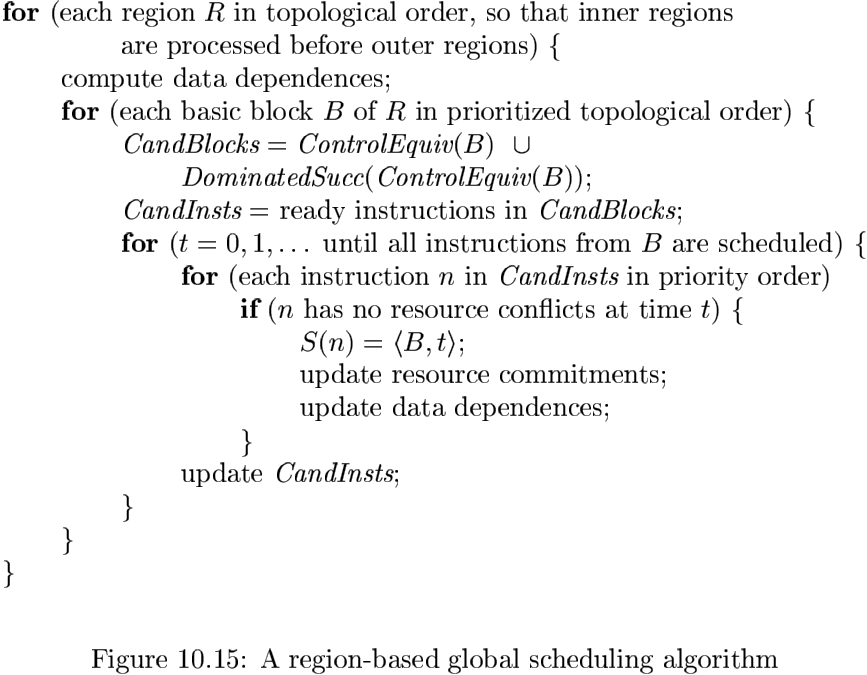 for (each region R in topological order, so that inner regions
are processed before outer regions) {
compute data dependences;
for (each basic block B of R in prioritized topological order) {
CandBlocks = ControlEquiv(B) ∪
DominatedSucc(ControlEquiv(B));
CandInsts = ready instructions in CandBlocks;
for (t = 0, 1, . . . until all instructions from B are scheduled) {
for (each instruction n in CandInsts in priority order)
if (n has no resource conflicts at time t) {
S(n) = ⟨B, t⟩;
update resource commitments;
update data dependences;
}
update CandInsts;
}
}
}
Figure 10.15: A region-based global scheduling algorithm